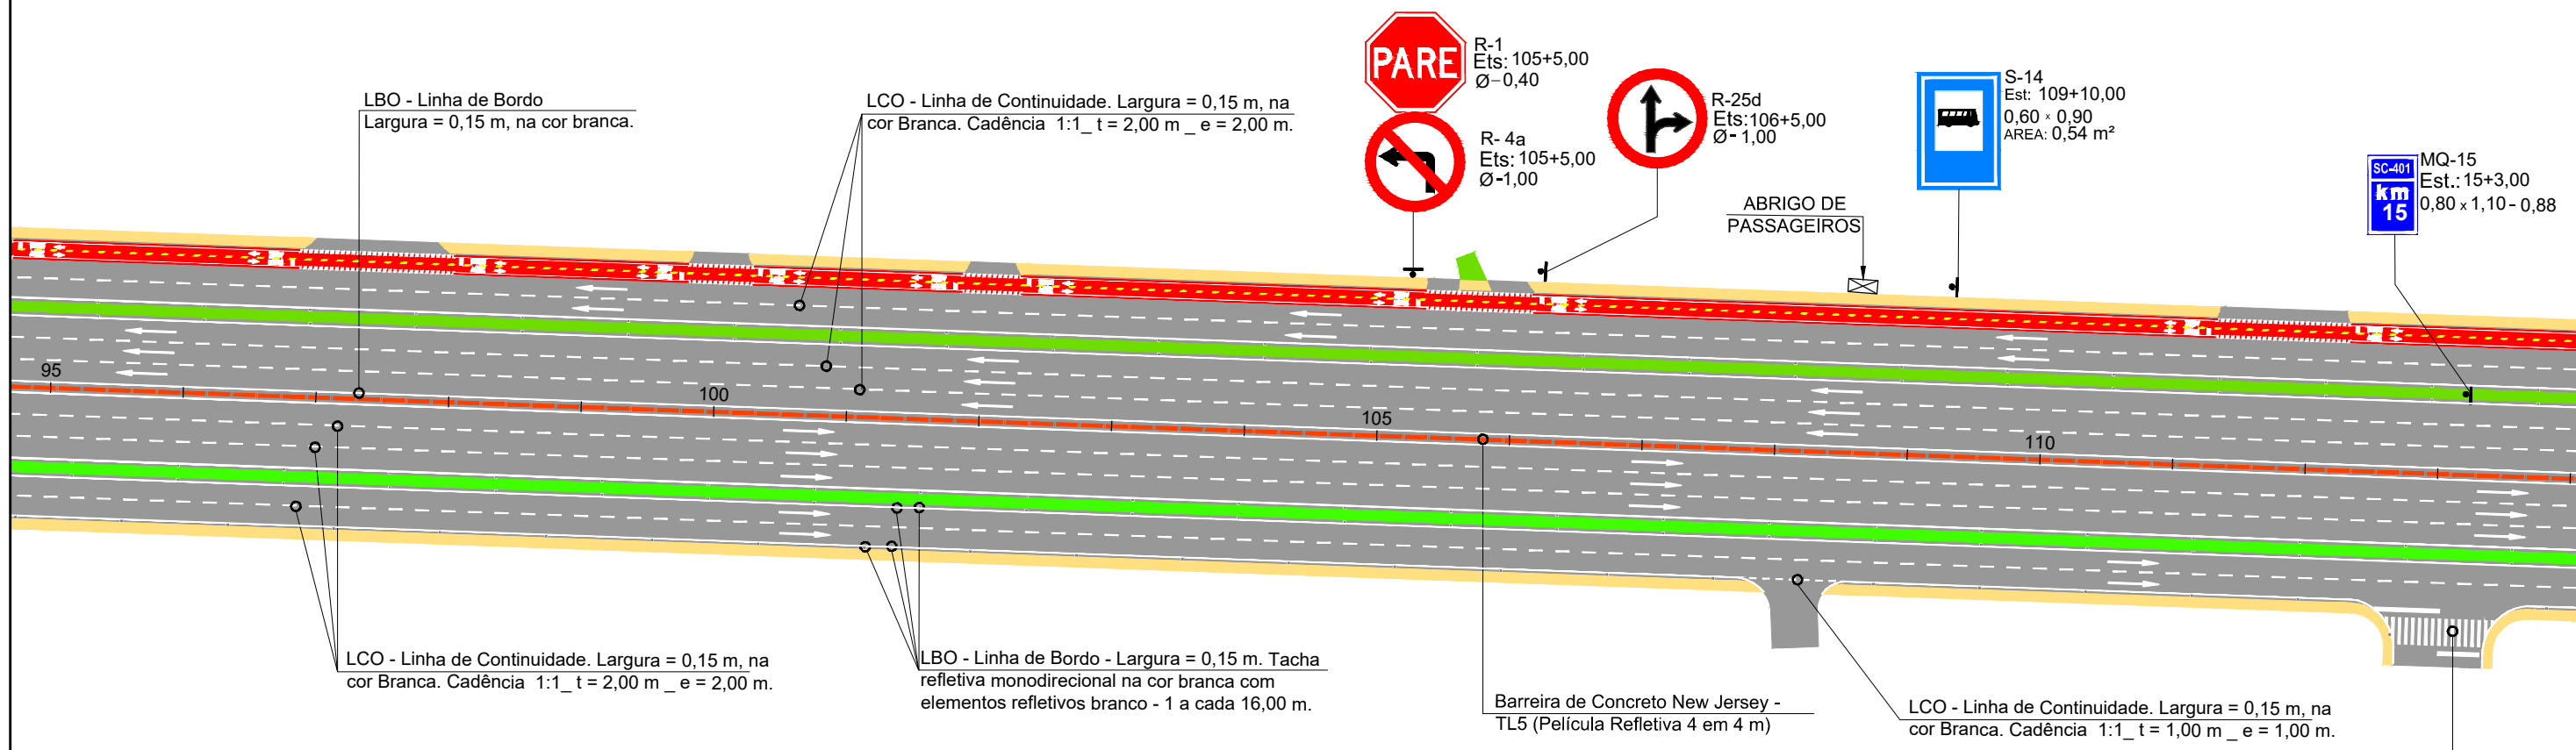 PARE
R-1
Ets: 105+5,00
Ø-0,40
R- 4a
Ets: 105+5,00
Ø-1,00
R-25d
Ets:106+5,00
Ø-1,00
S-14
Est: 109+10,00
0,60 x 0,90
AREA: 0,54 m²
SC-401
km
15
MQ-15
Est.: 15+3,00
0,80 x 1,10 - 0,88
LBO - Linha de Bordo
Largura = 0,15 m, na cor branca.
LCO - Linha de Continuidade. Largura = 0,15 m, na
cor Branca. Cadência 1:1_ t = 2,00 m _ e = 2,00 m.
ABRIGO DE
PASSAGEIROS
95
100
105
110
LCO - Linha de Continuidade. Largura = 0,15 m, na
cor Branca. Cadência 1:1_ t = 2,00 m _ e = 2,00 m.
LBO - Linha de Bordo - Largura = 0,15 m. Tacha
refletiva monodirecional na cor branca com
elementos refletivos branco - 1 a cada 16,00 m.
Barreira de Concreto New Jersey -
TL5 (Película Refletiva 4 em 4 m)
LCO - Linha de Continuidade. Largura = 0,15 m, na
cor Branca. Cadência 1:1_ t = 1,00 m _ e = 1,00 m.